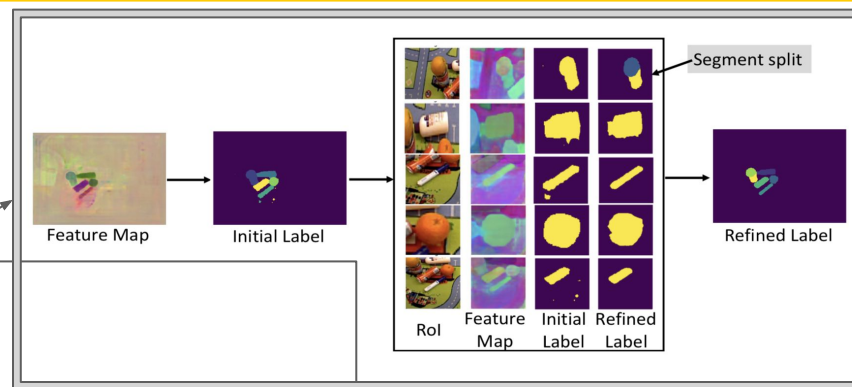 Segment split
Feature Map
Initial Label
Refined Label
RoI
Feature
Map
Initial
Label
Refined
Label